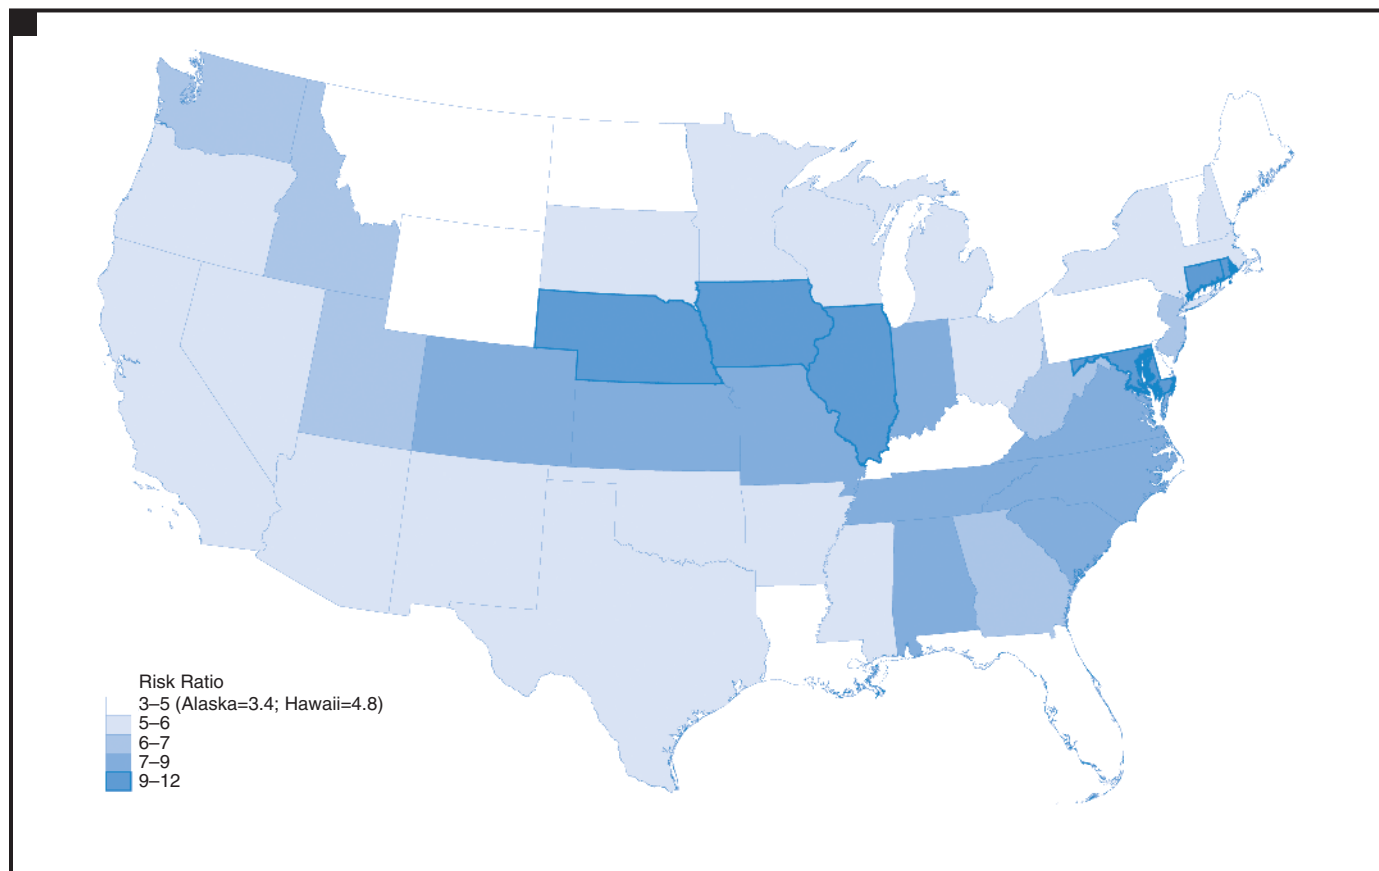 Risk Ratio
3–5 (Alaska=3.4; Hawaii=4.8)
5–6
6–7
7–9
9–12